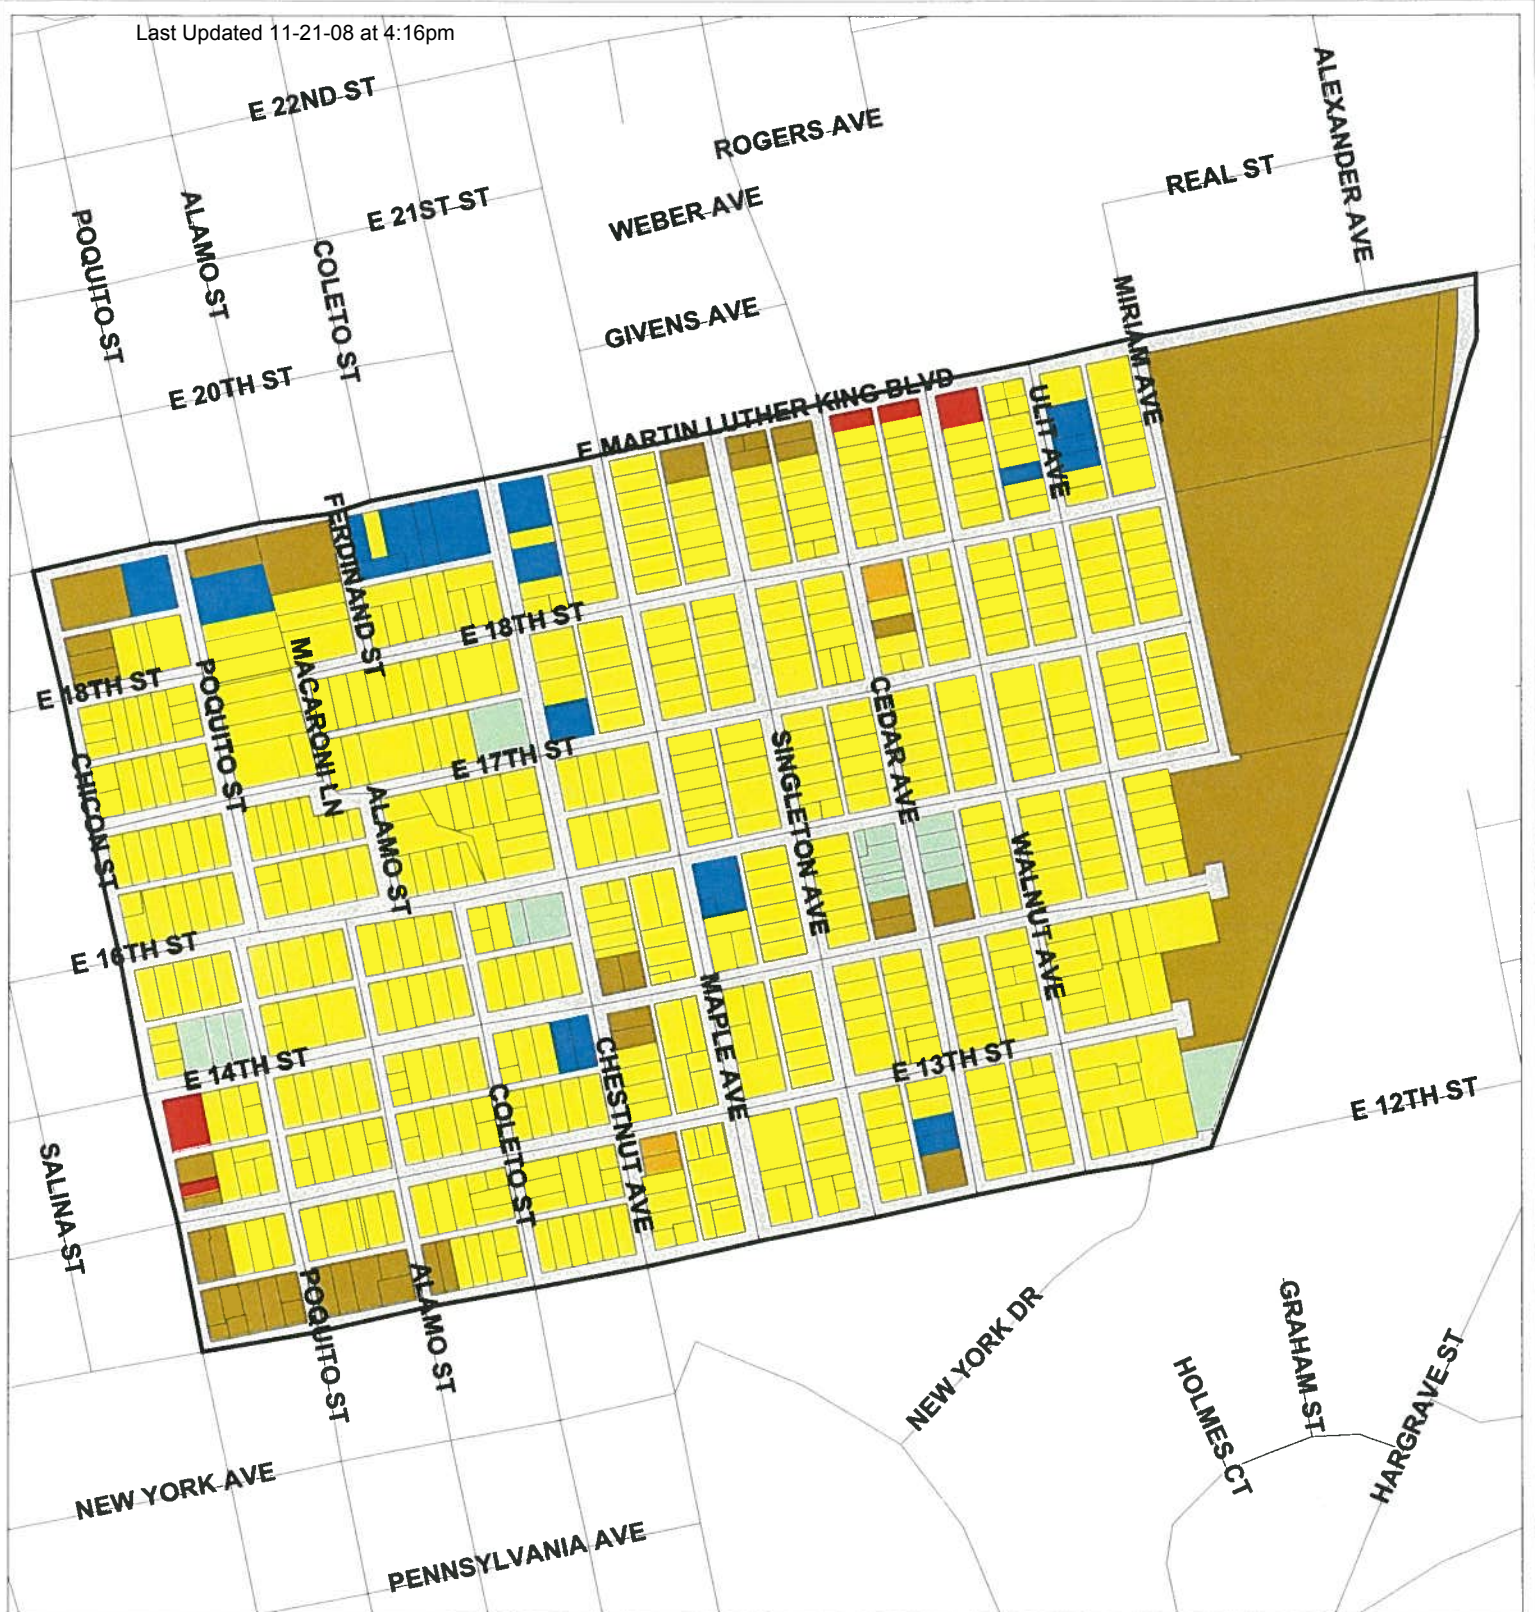 Last Updated 11-21-08 at 4:16pm
E 22ND ST
ROGERS AVE
ALEXANDER AVE
REAL ST
E 21ST ST
WEBER AVE
POQUITO ST
ALAMO ST
COLETO ST
GIVENS AVE
MIRIAM AVE
E 20TH ST
E MARTIN LUTHER KING BLVD
ULIT AVE
FERDINAND ST
E 18TH ST
E 18TH ST
POQUITO ST
MACARONI LN
CEDAR AVE
E 17TH ST
SINGLETON AVE
CHICON ST
ALAMO ST
WALNUT AVE
E 16TH ST
MAPLE AVE
E 14TH ST
CHESTNUT AVE
E 13TH ST
COLETO ST
E 12TH ST
SALINA ST
POQUITO ST
ALAMO ST
NEW YORK DR
GRAHAM ST
HOLMES CT
HARGRAVE ST
NEW YORK AVE
PENNSYLVANIA AVE